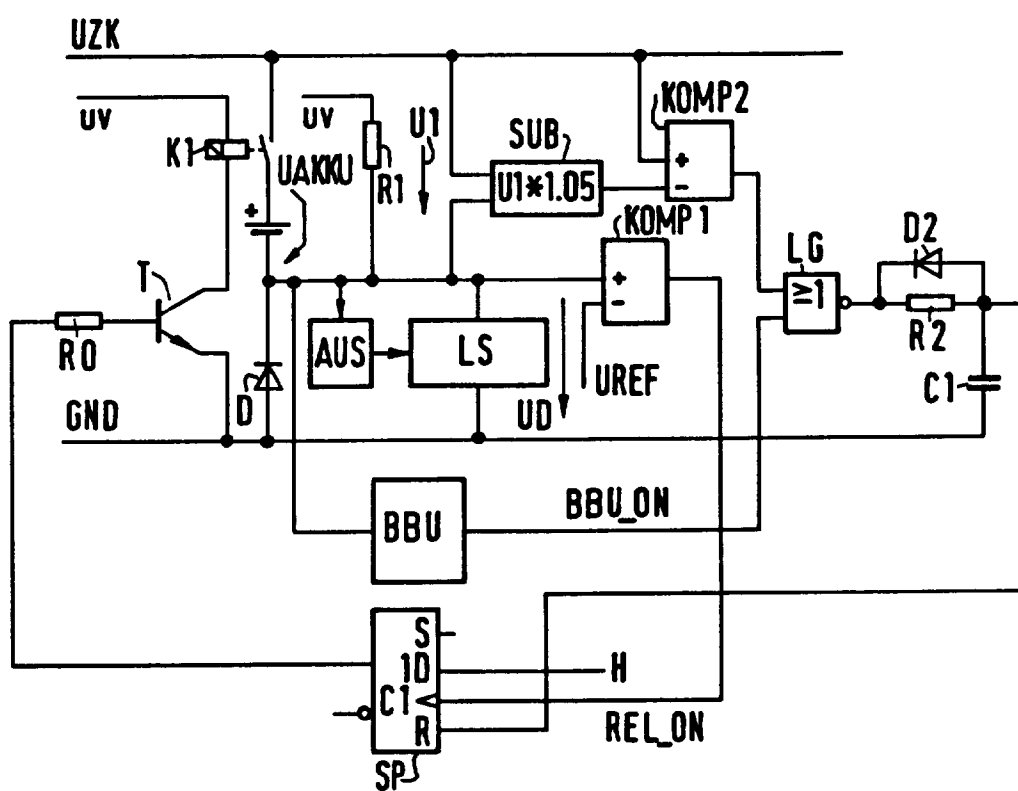 UZK
UV
UV
U1
KOMP2
K1
R1
SUB
+
-
UAKKU
U1*1.05
KOMP1
+
T
LG
D2
+
-
≥1
R0
AUS
LS
R2
D
UREF
C1
GND
UD
BBU
BBU_ON
S
1D
H
C1
R
REL_ON
SP